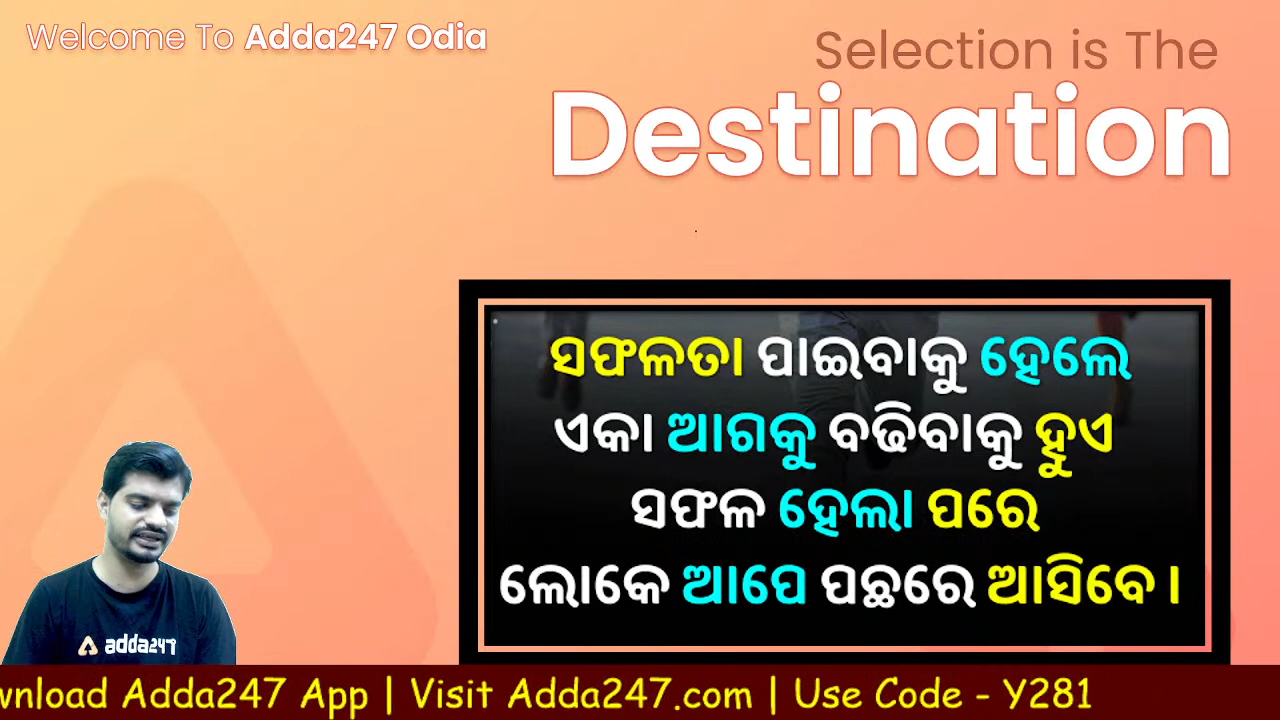 Welcome To Adda247 Odia
Selection is The
Destination
ସଫଳତା ପାଇବାକୁ ହେଲେ
ଏକା ଆଗକୁ ବଢିବାକୁ ହୁଏ
ସଫଳ ହେଲା ପରେ
ଲୋକେ ଆପେ ପଛରେ ଆସିବେ ।
adda247
wnload Adda247 App | Visit Adda247.com | Use Code - Y281